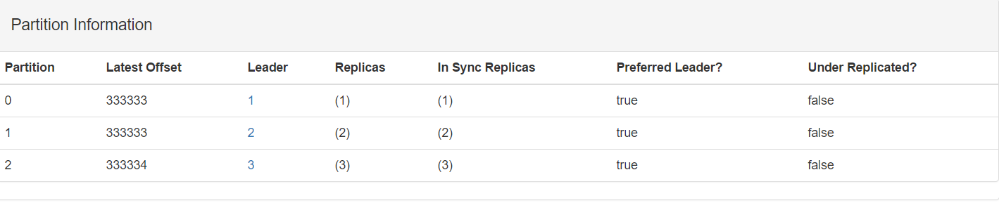 Partition Information
Partition Latest Offset Leader Replicas In Sync Replicas Preferred Leader? Under Replicated?
0 333333 1 (1) (1) true false
1 333333 2 (2) (2) true false
2 333334 3 (3) (3) true false